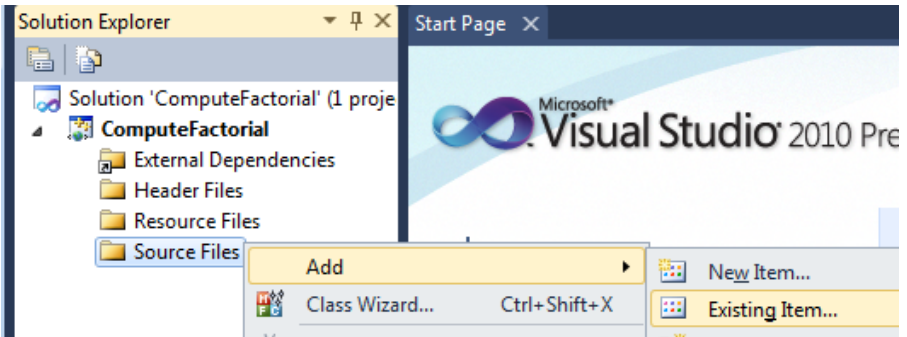 Solution Explorer
Start Page
Solution 'ComputeFactorial' (1 proje
Microsoft
Visual Studio 2010 Pre
ComputeFactorial
External Dependencies
Header Files
Resource Files
Source Files
Add
New Item...
Class Wizard... Ctrl+Shift+X
Existing Item...